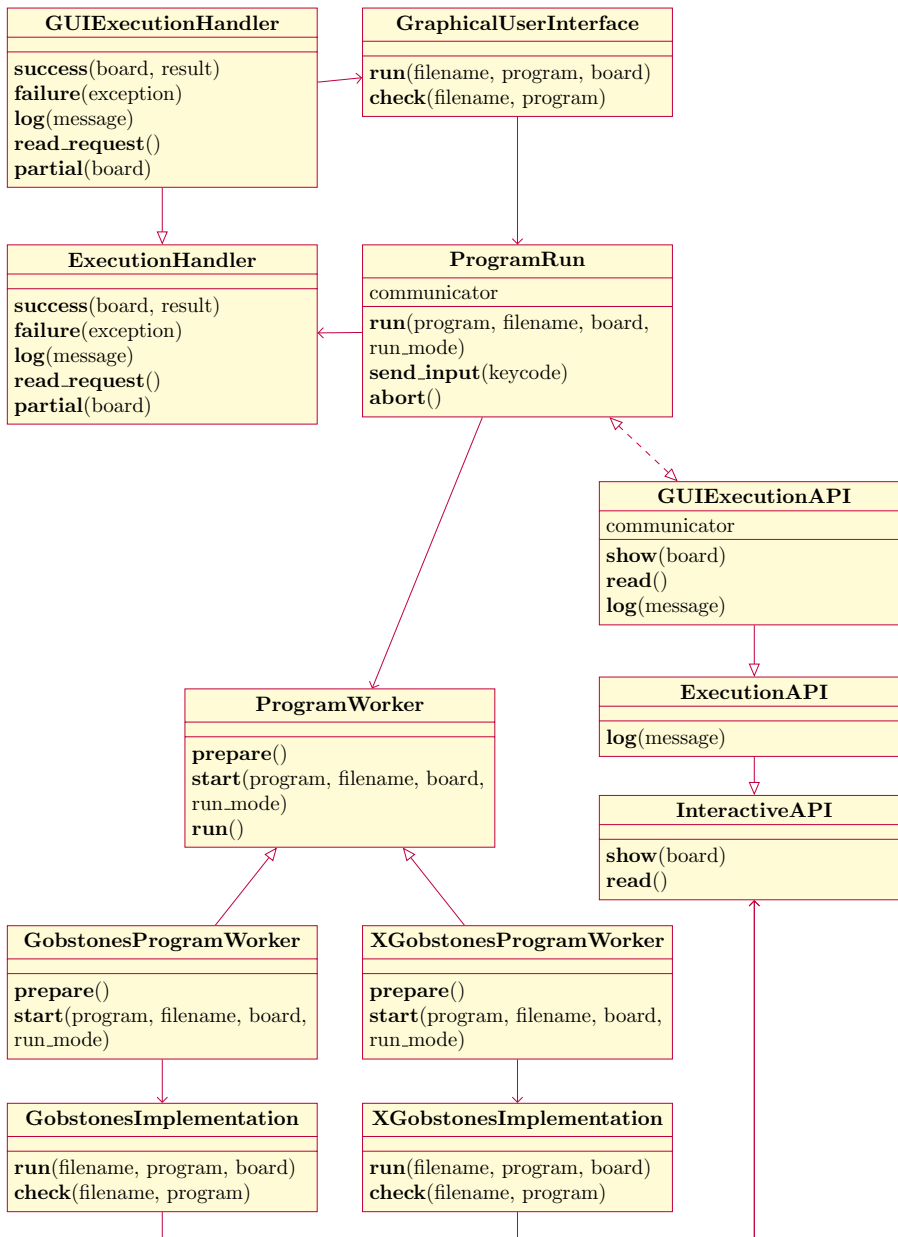 GUIExecutionHandler
success(board, result)
failure(exception)
log(message)
read_request()
partial(board)
GraphicalUserInterface
run(filename, program, board)
check(filename, program)
ExecutionHandler
success(board, result)
failure(exception)
log(message)
read_request()
partial(board)
ProgramRun
communicator
run(program, filename, board,
run_mode)
send_input(keycode)
abort()
GUIExecutionAPI
communicator
show(board)
read()
log(message)
ExecutionAPI
log(message)
ProgramWorker
prepare()
start(program, filename, board,
run_mode)
run()
InteractiveAPI
show(board)
read()
GobstonesProgramWorker
prepare()
start(program, filename, board,
run_mode)
XGobstonesProgramWorker
prepare()
start(program, filename, board,
run_mode)
GobstonesImplementation
run(filename, program, board)
check(filename, program)
XGobstonesImplementation
run(filename, program, board)
check(filename, program)